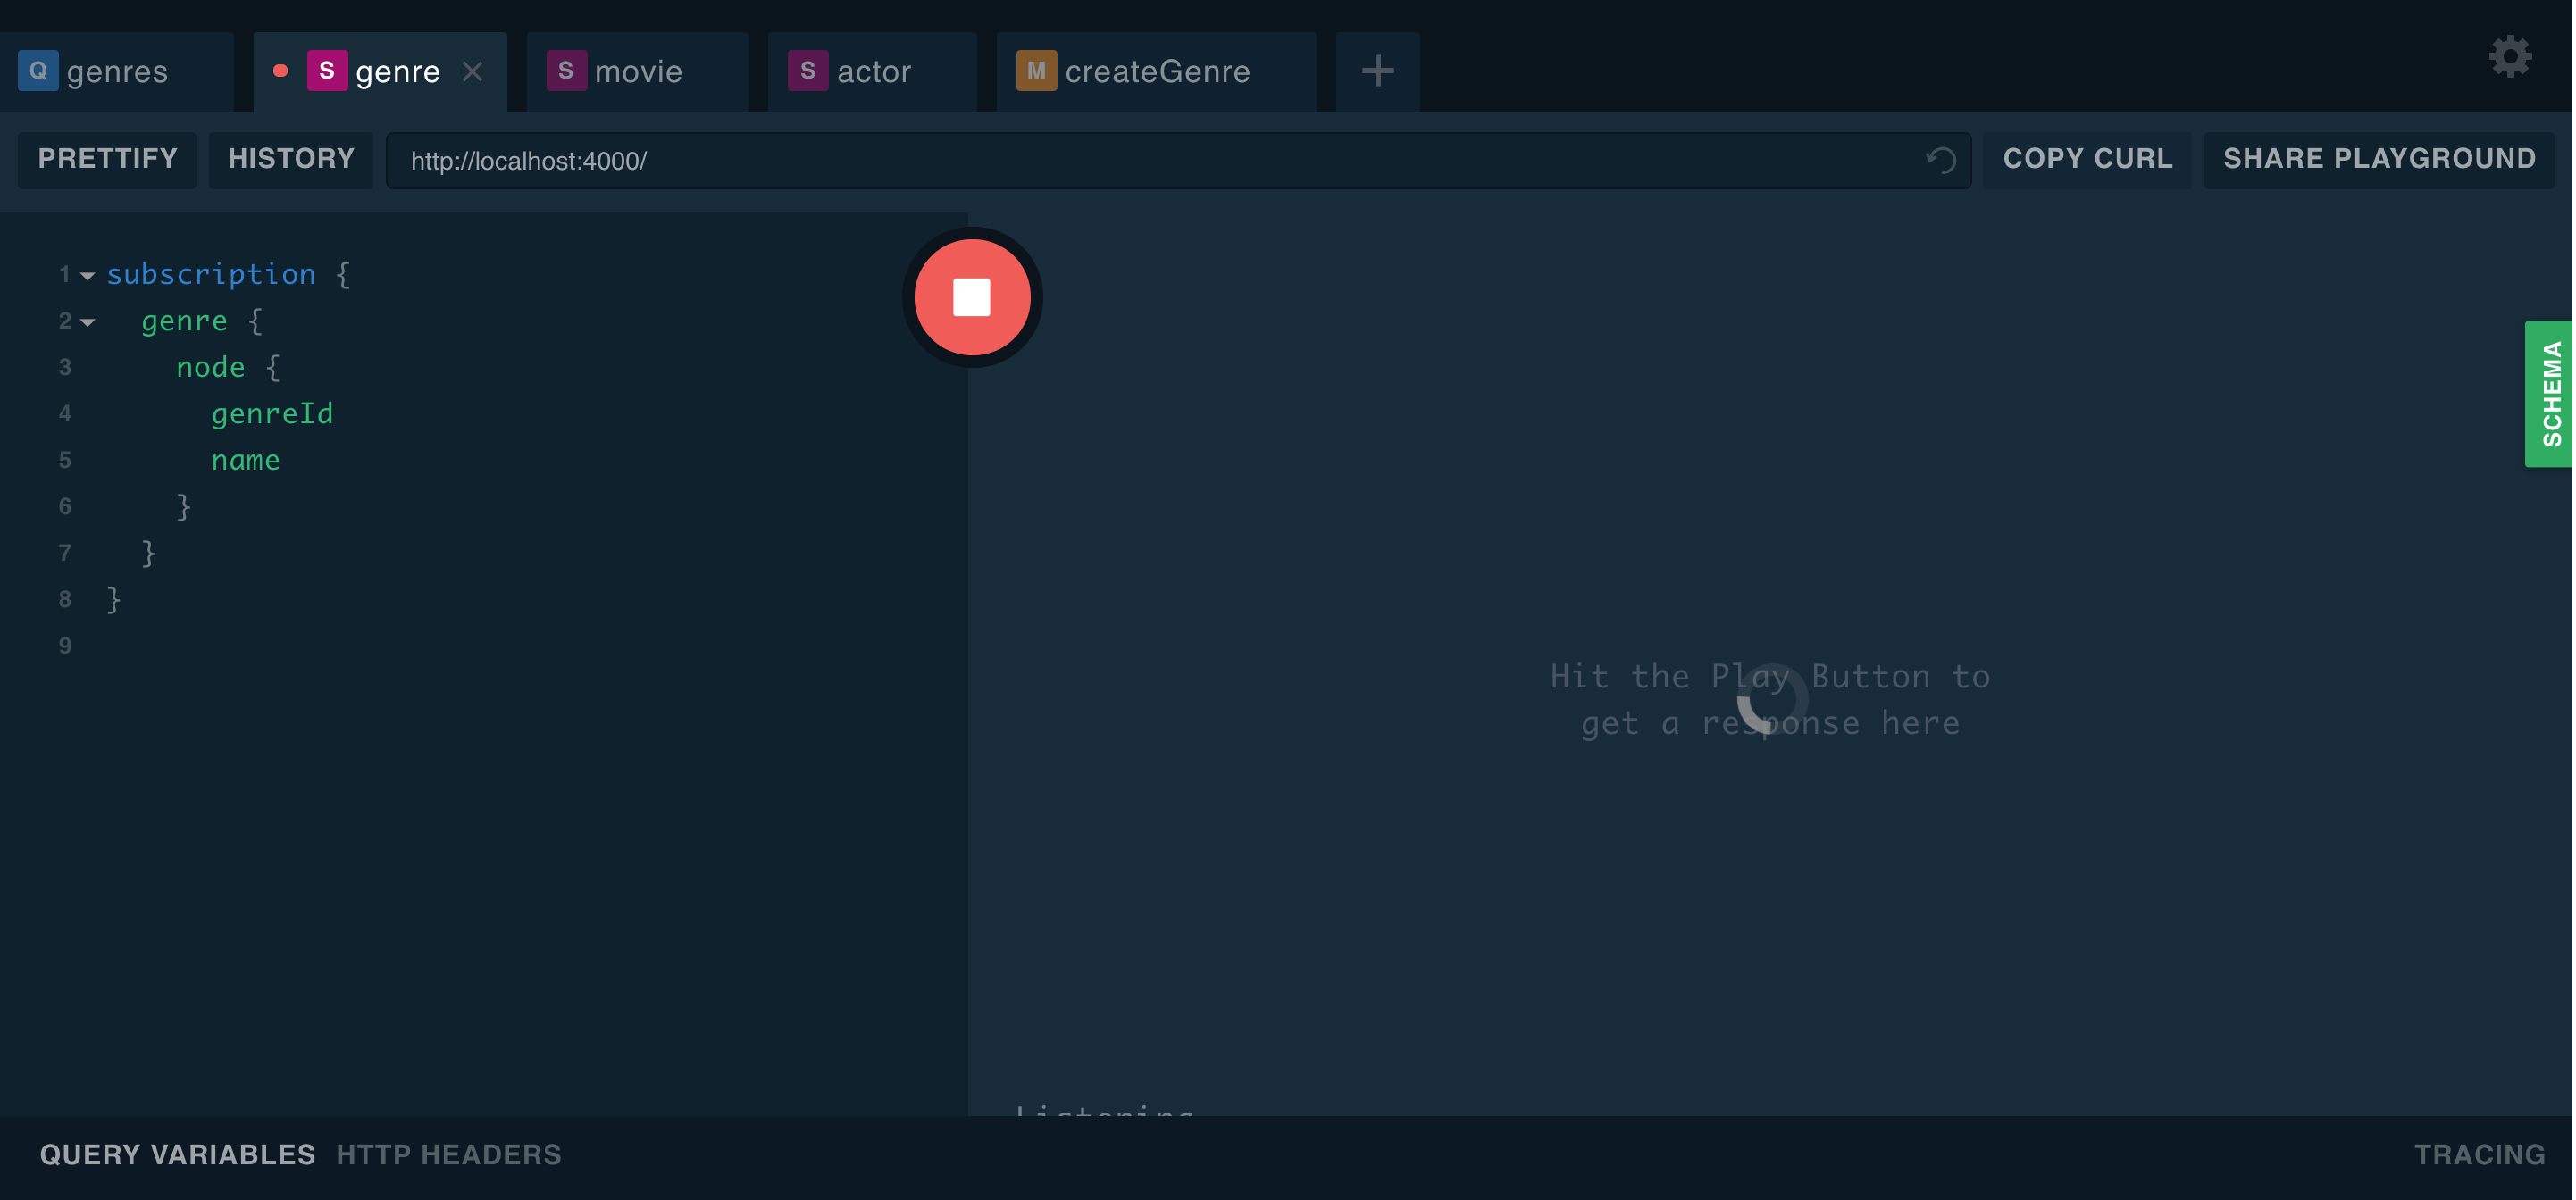 Q genres S genre × S movie S actor M createGenre +
PRETTIFY HISTORY http://localhost:4000/ COPY CURL SHARE PLAYGROUND
1 subscription {
2 genre {
3 node {
4 genreId
5 name
6 }
7 }
8 }
9
Hit the Play Button to
get a response here
SCHEMA
Listening
QUERY VARIABLES HTTP HEADERS TRACING